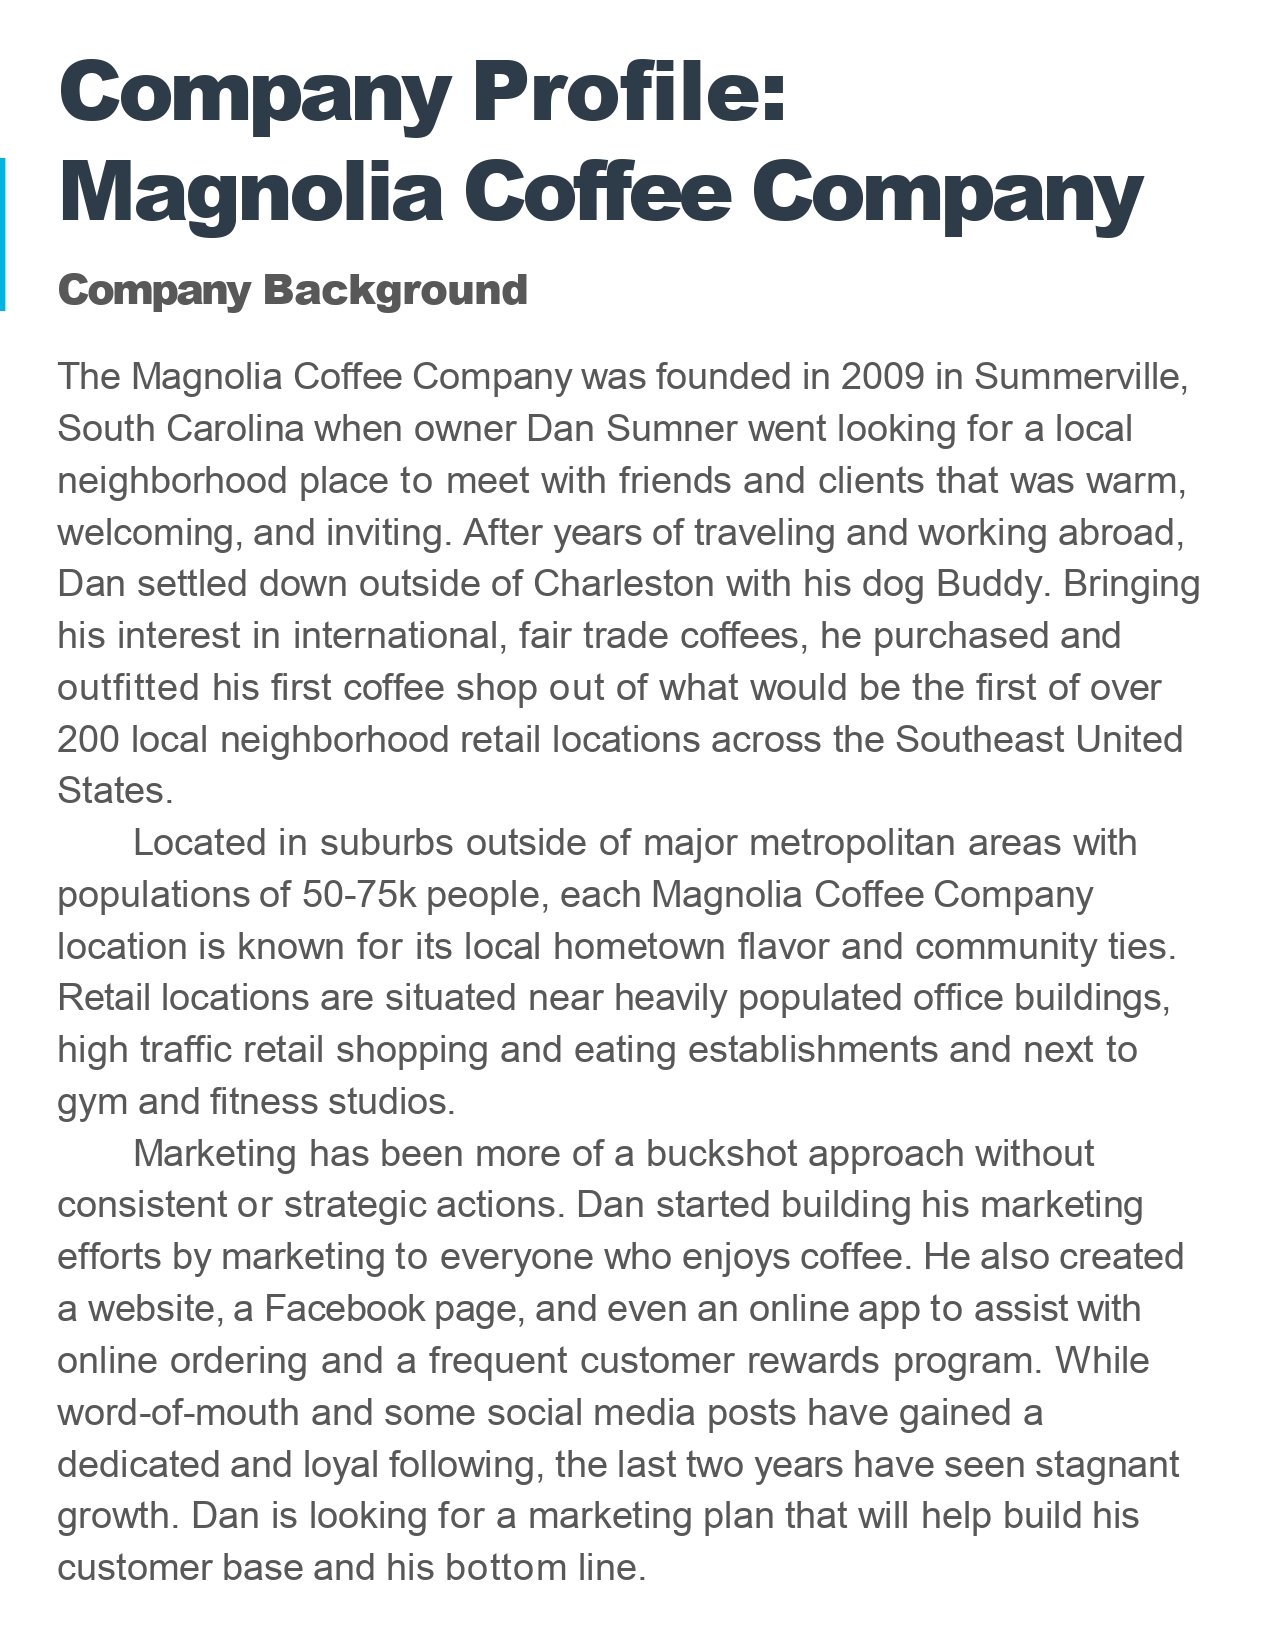 Company Profile:
Magnolia Coffee Company
Company Background
The Magnolia Coffee Company was founded in 2009 in Summerville,
South Carolina when owner Dan Sumner went looking for a local
neighborhood place to meet with friends and clients that was warm,
welcoming, and inviting. After years of traveling and working abroad,
Dan settled down outside of Charleston with his dog Buddy. Bringing
his interest in international, fair trade coffees, he purchased and
outfitted his first coffee shop out of what would be the first of over
200 local neighborhood retail locations across the Southeast United
States.
Located in suburbs outside of major metropolitan areas with
populations of 50-75k people, each Magnolia Coffee Company
location is known for its local hometown flavor and community ties.
Retail locations are situated near heavily populated office buildings,
high traffic retail shopping and eating establishments and next to
gym and fitness studios.
Marketing has been more of a buckshot approach without
consistent or strategic actions. Dan started building his marketing
efforts by marketing to everyone who enjoys coffee. He also created
a website, a Facebook page, and even an online app to assist with
online ordering and a frequent customer rewards program. While
word-of-mouth and some social media posts have gained a
dedicated and loyal following, the last two years have seen stagnant
growth. Dan is looking for a marketing plan that will help build his
customer base and his bottom line.